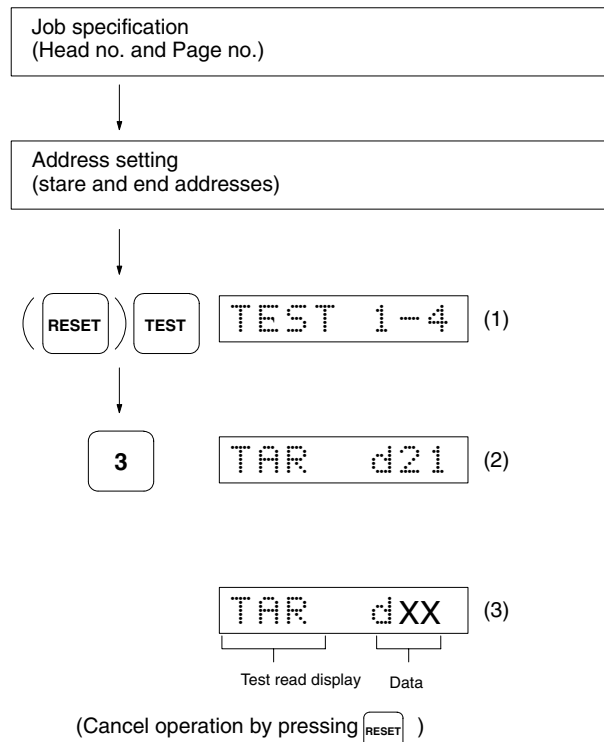 Job specification
(Head no. and Page no.)
Address setting
(stare and end addresses)
( RESET ) TEST TEST 1-4 (1)
3 TAR d21 (2)
TAR dXX (3)
Test read display Data
(Cancel operation by pressing RESET )